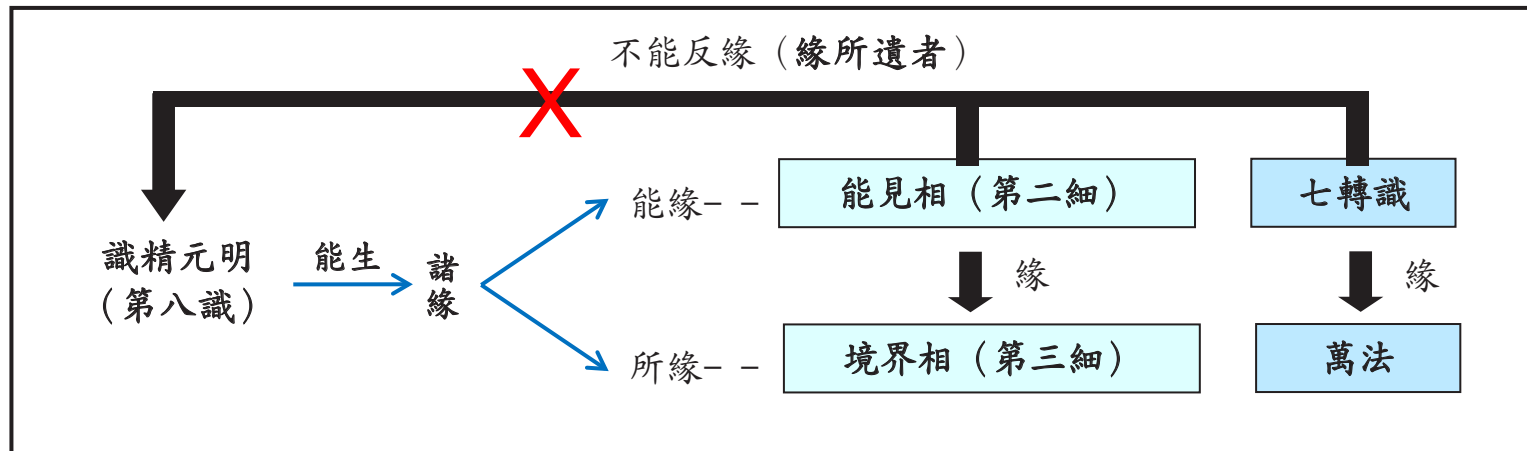 不能反緣（緣所遺者）
能緣－－
能見相（第二細）
七轉識
識精元明
（第八識）
能生
諸
緣
緣
緣
所緣－－
境界相（第三細）
萬法